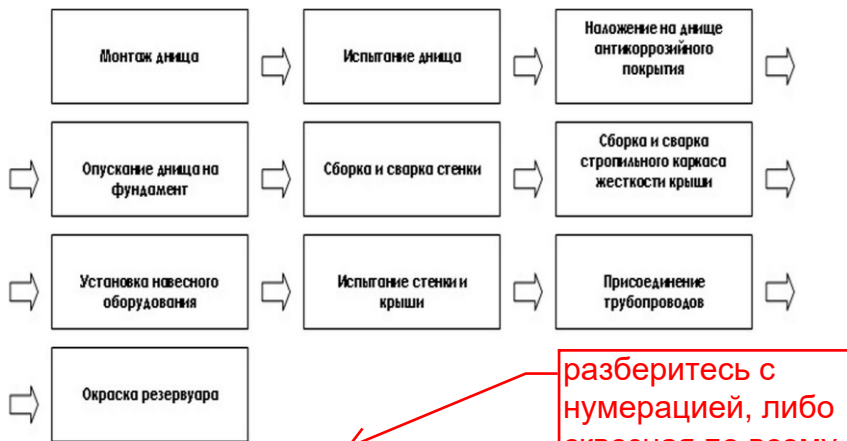 Монтаж днища
Испытание днища
Наложение на днище
антикоррозийного
покрытия
Опускание днища на
фундамент
Сборка и сварка стенки
Сборка и сварка
стропильного каркаса
жесткости крыши
Установка навесного
оборудования
Испытание стенки и
крыши
Присоединение
трубопроводов
Окраска резервуара
разберитесь с
нумерацией, либо